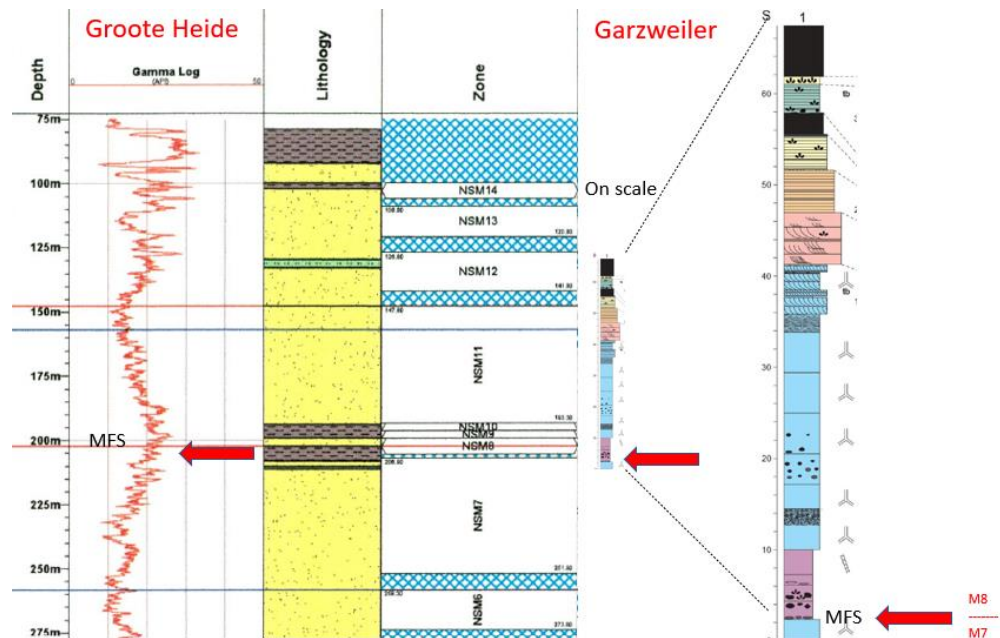 Groote Heide
Garzweiler
Depth
Gamma Log
(API)
0
50
Lithology
Zone
S
1
75m
100m
125m
150m
175m
200m
225m
250m
275m
NSM14
On scale
NSM13
NSM12
NSM11
NSM10
NSM9
NSM8
NSM7
NSM6
MFS
60
50
40
30
20
10
MFS
M8
M7